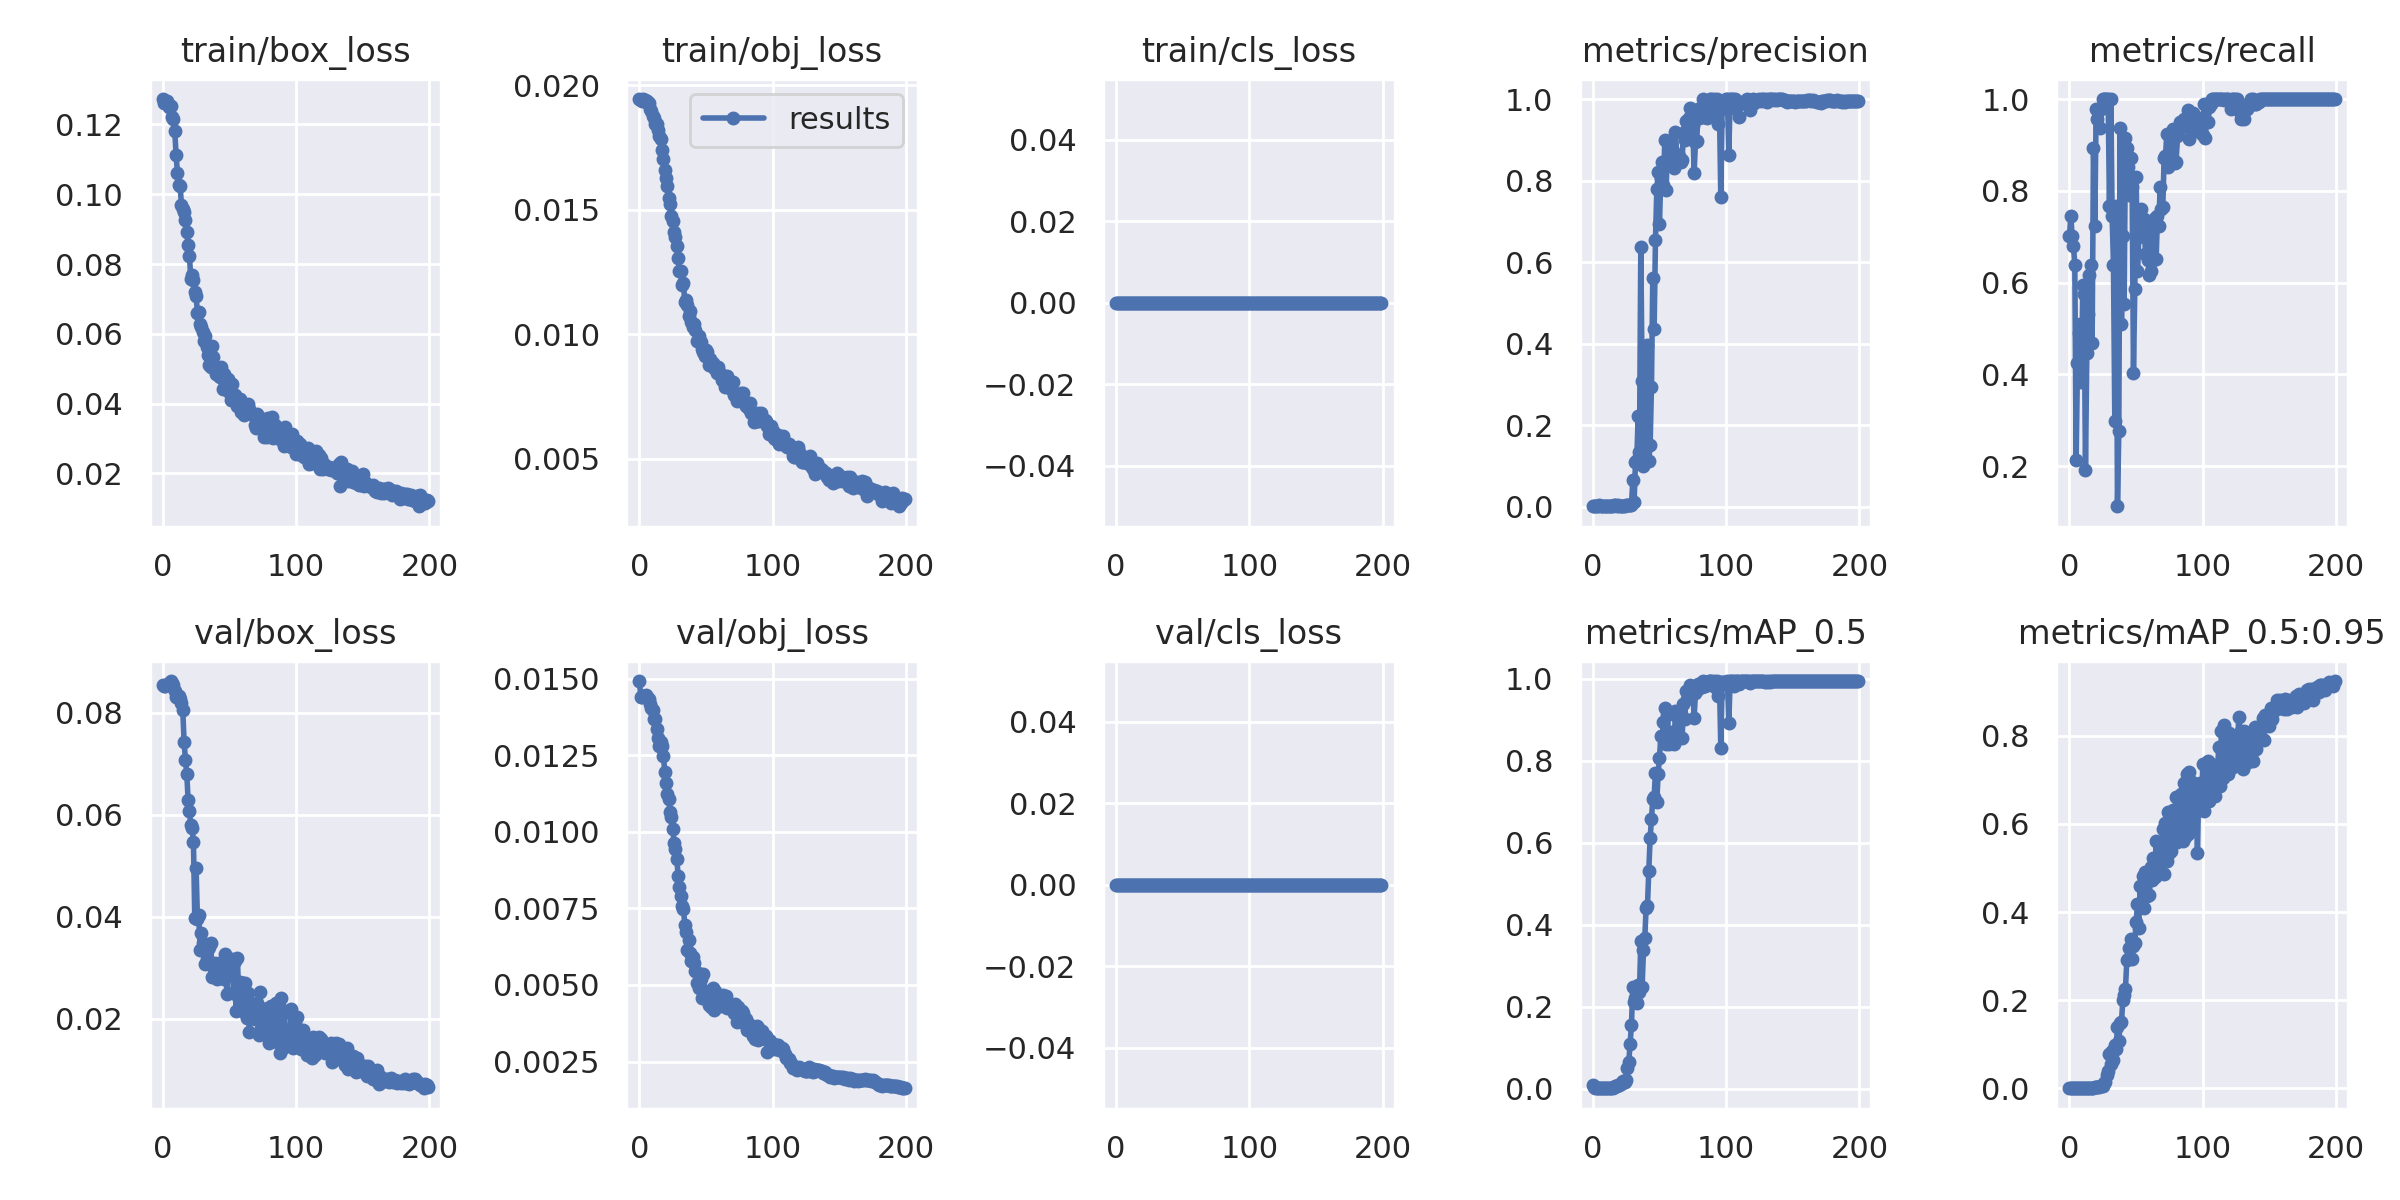 train/box_loss
0.12
0.10
0.08
0.06
0.04
0.02
0 100 200
train/obj_loss
results
0.020
0.015
0.010
0.005
0 100 200
train/cls_loss
0.04
0.02
0.00
−0.02
−0.04
0 100 200
metrics/precision
1.0
0.8
0.6
0.4
0.2
0.0
0 100 200
metrics/recall
1.0
0.8
0.6
0.4
0.2
0 100 200
val/box_loss
0.08
0.06
0.04
0.02
0 100 200
val/obj_loss
0.0150
0.0125
0.0100
0.0075
0.0050
0.0025
0 100 200
val/cls_loss
0.04
0.02
0.00
−0.02
−0.04
0 100 200
metrics/mAP_0.5
1.0
0.8
0.6
0.4
0.2
0.0
0 100 200
metrics/mAP_0.5:0.95
0.8
0.6
0.4
0.2
0.0
0 100 200